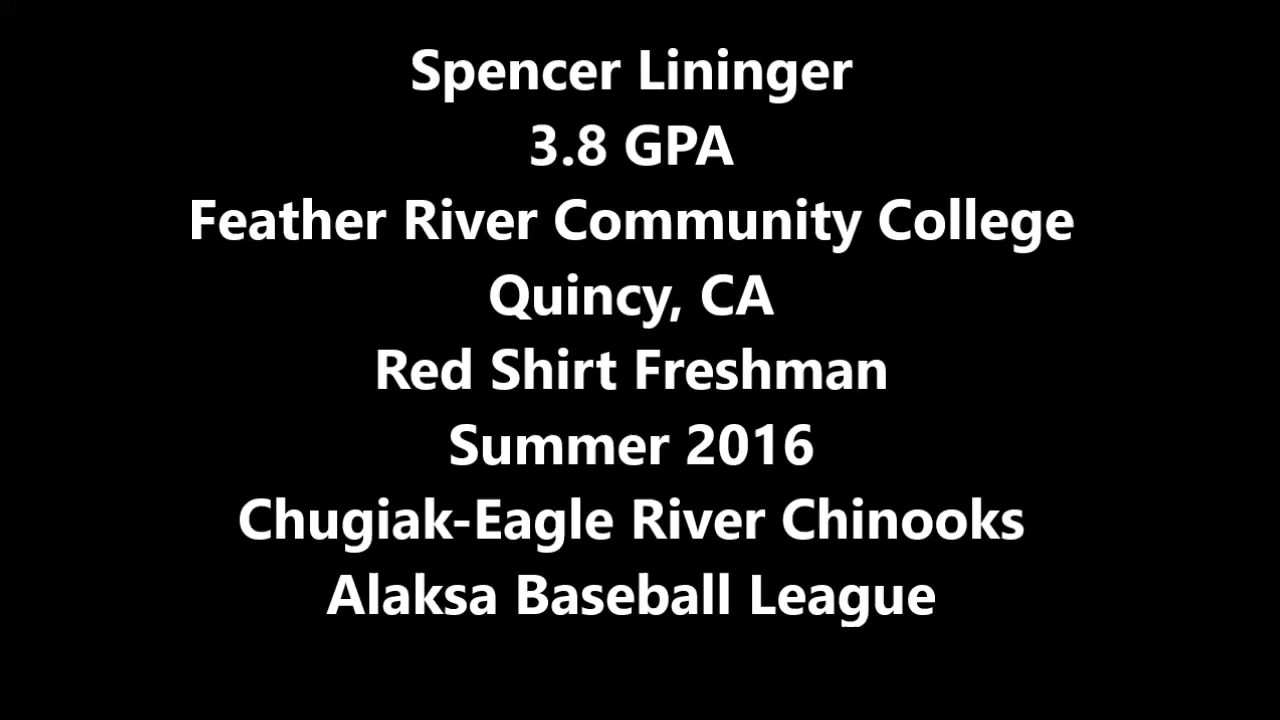 Spencer Lininger
3.8 GPA
Feather River Community College
Quincy, CA
Red Shirt Freshman
Summer 2016
Chugiak-Eagle River Chinooks
Alaksa Baseball League